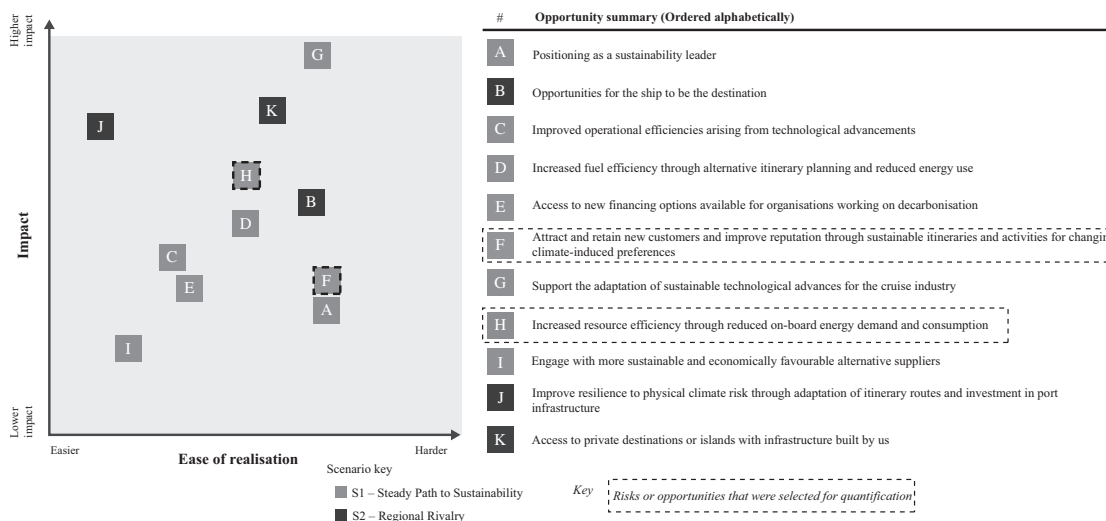 Higher
impact
Impact
Lower
impact
G
K
J
H
B
D
C
E
F
A
I
Easier
Harder
Ease of realisation
Scenario key
S1 – Steady Path to Sustainability
S2 – Regional Rivalry
# Opportunity summary (Ordered alphabetically)
A Positioning as a sustainability leader
B Opportunities for the ship to be the destination
C Improved operational efficiencies arising from technological advancements
D Increased fuel efficiency through alternative itinerary planning and reduced energy use
E Access to new financing options available for organisations working on decarbonisation
F Attract and retain new customers and improve reputation through sustainable itineraries and activities for changin
climate-induced preferences
G Support the adaptation of sustainable technological advances for the cruise industry
H Increased resource efficiency through reduced on-board energy demand and consumption
I Engage with more sustainable and economically favourable alternative suppliers
J Improve resilience to physical climate risk through adaptation of itinerary routes and investment in port
infrastructure
K Access to private destinations or islands with infrastructure built by us
Key Risks or opportunities that were selected for quantification